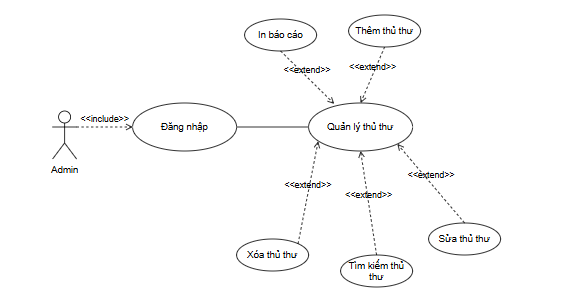 In báo cáo
Thêm thủ thư
<<extend>>
<<extend>>
<<include>>
Đăng nhập
Quản lý thủ thư
Admin
<<extend>>
<<extend>>
<<extend>>
Xóa thủ thư
Tìm kiếm thủ
thư
Sửa thủ thư